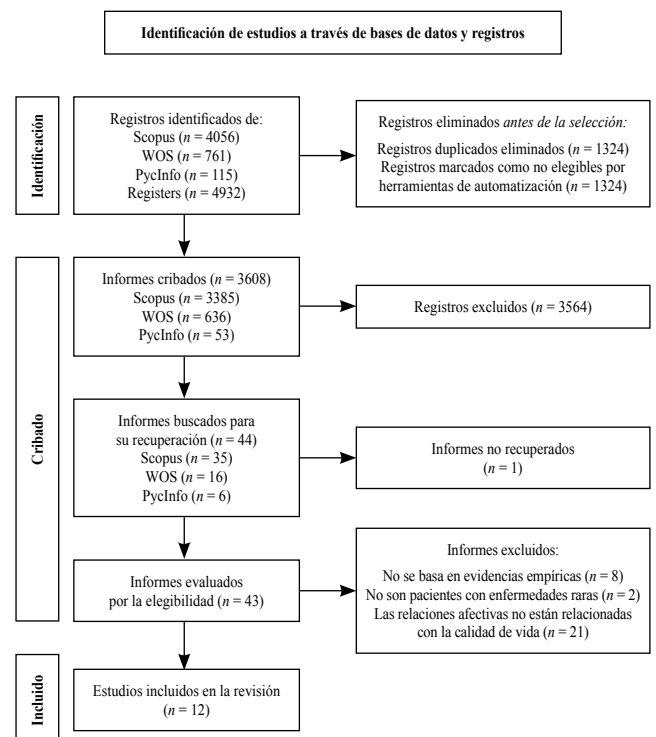 Identificación de estudios a través de bases de datos y registros
Identificación
Registros identificados de:
Scopus (n = 4056)
WOS (n = 761)
PycInfo (n = 115)
Registers (n = 4932)
Registros eliminados antes de la selección:
Registros duplicados eliminados (n = 1324)
Registros marcados como no elegibles por
herramientas de automatización (n = 1324)
Cribado
Informes cribados (n = 3608)
Scopus (n = 3385)
WOS (n = 636)
PycInfo (n = 53)
Registros excluidos (n = 3564)
Informes buscados para
su recuperación (n = 44)
Scopus (n = 35)
WOS (n = 16)
PycInfo (n = 6)
Informes no recuperados
(n = 1)
Informes evaluados
por la elegibilidad (n = 43)
Informes excluidos:
No se basa en evidencias empíricas (n = 8)
No son pacientes con enfermedades raras (n = 2)
Las relaciones afectivas no están relacionadas
con la calidad de vida (n = 21)
Incluido
Estudios incluidos en la revisión
(n = 12)